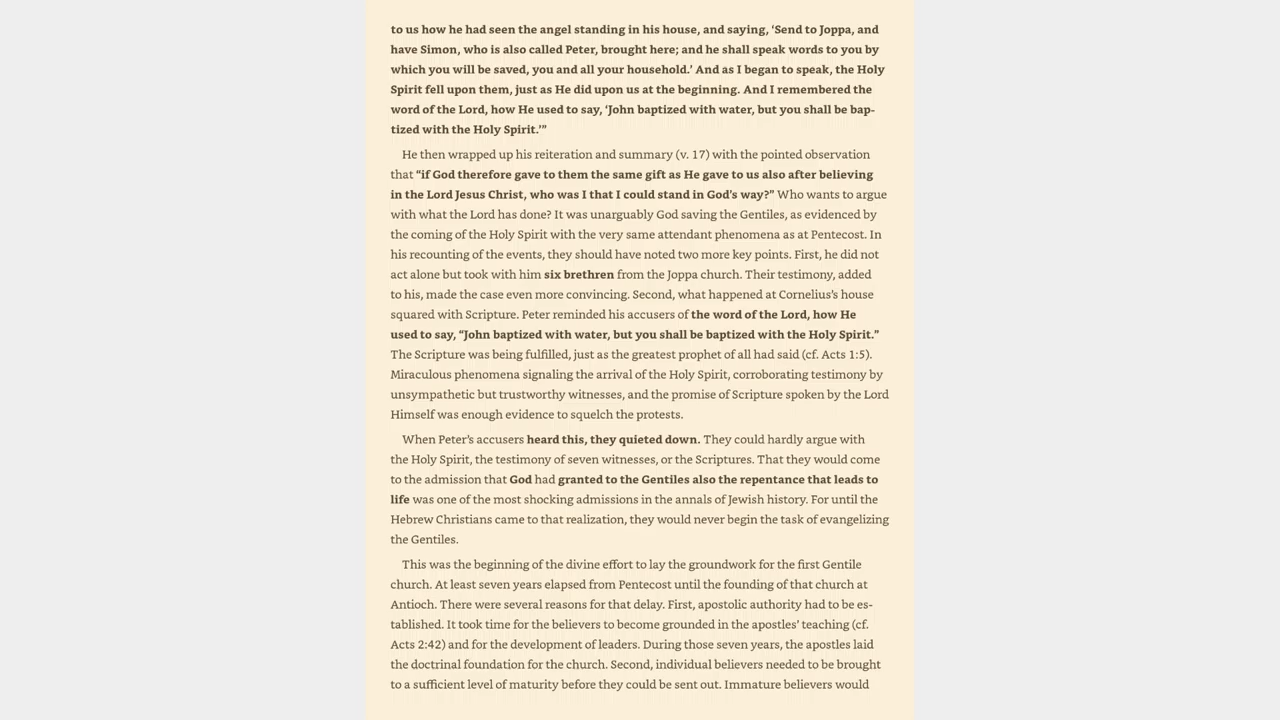 to us how he had seen the angel standing in his house, and saying, ‘Send to Joppa, and
have Simon, who is also called Peter, brought here; and he shall speak words to you by
which you will be saved, you and all your household.’ And as I began to speak, the Holy
Spirit fell upon them, just as He did upon us at the beginning. And I remembered the
word of the Lord, how He used to say, ‘John baptized with water, but you shall be bap-
tized with the Holy Spirit.’”
He then wrapped up his reiteration and summary (v. 17) with the pointed observation
that “if God therefore gave to them the same gift as He gave to us also after believing
in the Lord Jesus Christ, who was I that I could stand in God’s way?” Who wants to argue
with what the Lord has done? It was unarguably God saving the Gentiles, as evidenced by
the coming of the Holy Spirit with the very same attendant phenomena as at Pentecost. In
his recounting of the events, they should have noted two more key points. First, he did not
act alone but took with him six brethren from the Joppa church. Their testimony, added
to his, made the case even more convincing. Second, what happened at Cornelius’s house
squared with Scripture. Peter reminded his accusers of the word of the Lord, how He
used to say, “John baptized with water, but you shall be baptized with the Holy Spirit.”
The Scripture was being fulfilled, just as the greatest prophet of all had said (cf. Acts 1:5).
Miraculous phenomena signaling the arrival of the Holy Spirit, corroborating testimony by
unsympathetic but trustworthy witnesses, and the promise of Scripture spoken by the Lord
Himself was enough evidence to squelch the protests.
When Peter’s accusers heard this, they quieted down. They could hardly argue with
the Holy Spirit, the testimony of seven witnesses, or the Scriptures. That they would come
to the admission that God had granted to the Gentiles also the repentance that leads to
life was one of the most shocking admissions in the annals of Jewish history. For until the
Hebrew Christians came to that realization, they would never begin the task of evangelizing
the Gentiles.
This was the beginning of the divine effort to lay the groundwork for the first Gentile
church. At least seven years elapsed from Pentecost until the founding of that church at
Antioch. There were several reasons for that delay. First, apostolic authority had to be es-
tablished. It took time for the believers to become grounded in the apostles’ teaching (cf.
Acts 2:42) and for the development of leaders. During those seven years, the apostles laid
the doctrinal foundation for the church. Second, individual believers needed to be brought
to a sufficient level of maturity before they could be sent out. Immature believers would